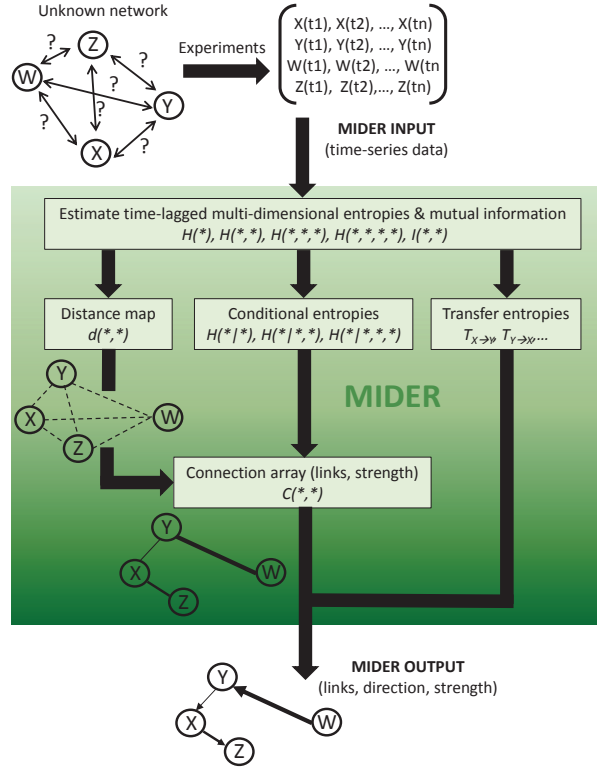 Unknown network
Z
W
Y
X
?
?
?
?
?
?
Experiments
X(t1), X(t2), ..., X(tn)
Y(t1), Y(t2), ..., Y(tn)
W(t1), W(t2), ..., W(tn
Z(t1), Z(t2),..., Z(tn)
MIDER INPUT
(time-series data)
Estimate time-lagged multi-dimensional entropies & mutual information
H(*), H(*,*), H(*,*,*), H(*,*,*,*), I(*,*)
Distance map
d(*,*)
Conditional entropies
H(*|*), H(*|*,*), H(*|*,*,*)
Transfer entropies
TX→Y, TY→X,...
Y
X
W
Z
MIDER
Connection array (links, strength)
C(*,*)
Y
X
W
Z
MIDER OUTPUT
(links, direction, strength)
Y
X
W
Z